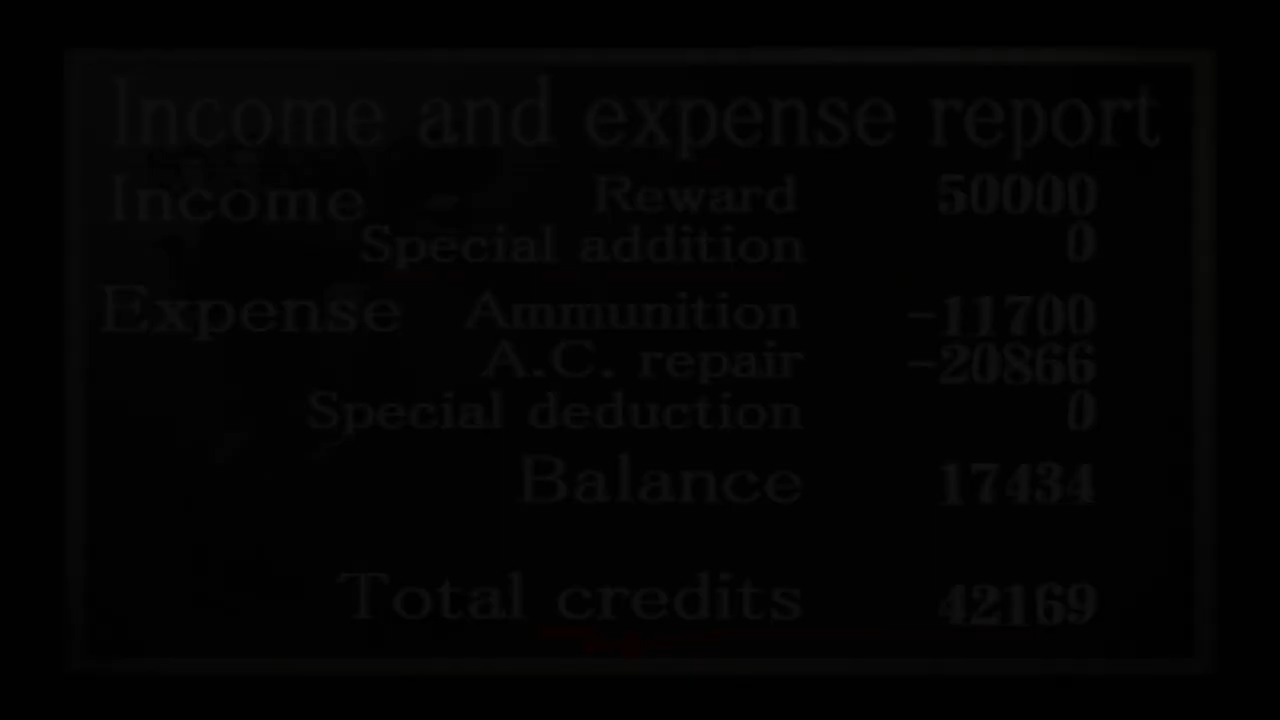 Income and expense report
Income Reward 50000
Special addition 0
Expense Ammunition -11700
A.C. repair -20866
Special deduction 0
Balance 17434
Total credits 42169